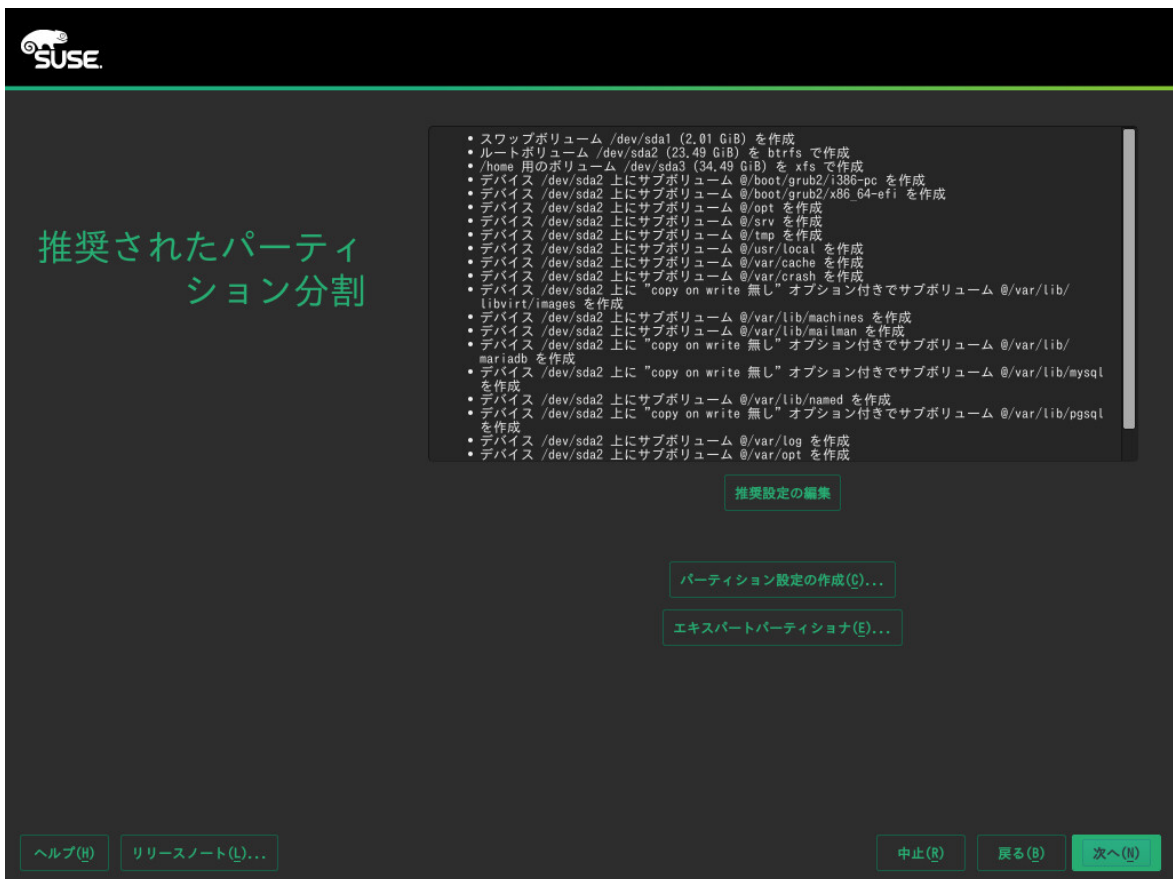 SUSE.
推奨されたパーティ
ション分割
• スワップボリューム /dev/sda1 (2.01 GiB) を作成
• ルートボリューム /dev/sda2 (23.49 GiB) を btrfs で作成
• /home 用のボリューム /dev/sda3 (34.49 GiB) を xfs で作成
• デバイス /dev/sda2 上にサブボリューム @/boot/grub2/i386-pc を作成
• デバイス /dev/sda2 上にサブボリューム @/boot/grub2/x86_64-efi を作成
• デバイス /dev/sda2 上にサブボリューム @/opt を作成
• デバイス /dev/sda2 上にサブボリューム @/srv を作成
• デバイス /dev/sda2 上にサブボリューム @/tmp を作成
• デバイス /dev/sda2 上にサブボリューム @/usr/local を作成
• デバイス /dev/sda2 上にサブボリューム @/var/cache を作成
• デバイス /dev/sda2 上にサブボリューム @/var/crash を作成
• デバイス /dev/sda2 上に "copy on write 無し" オプション付きでサブボリューム @/var/lib/
libvirt/images を作成
• デバイス /dev/sda2 上にサブボリューム @/var/lib/machines を作成
• デバイス /dev/sda2 上にサブボリューム @/var/lib/mailman を作成
• デバイス /dev/sda2 上に "copy on write 無し" オプション付きでサブボリューム @/var/lib/
mariadb を作成
• デバイス /dev/sda2 上に "copy on write 無し" オプション付きでサブボリューム @/var/lib/mysql
を作成
• デバイス /dev/sda2 上にサブボリューム @/var/lib/named を作成
• デバイス /dev/sda2 上に "copy on write 無し" オプション付きでサブボリューム @/var/lib/pgsql
を作成
• デバイス /dev/sda2 上にサブボリューム @/var/log を作成
• デバイス /dev/sda2 上にサブボリューム @/var/opt を作成
推奨設定の編集
パーティション設定の作成(C)...
エキスパートパーティショナ(E)...
ヘルプ(H) リリースノート(L)... 中止(R) 戻る(B) 次へ(N)